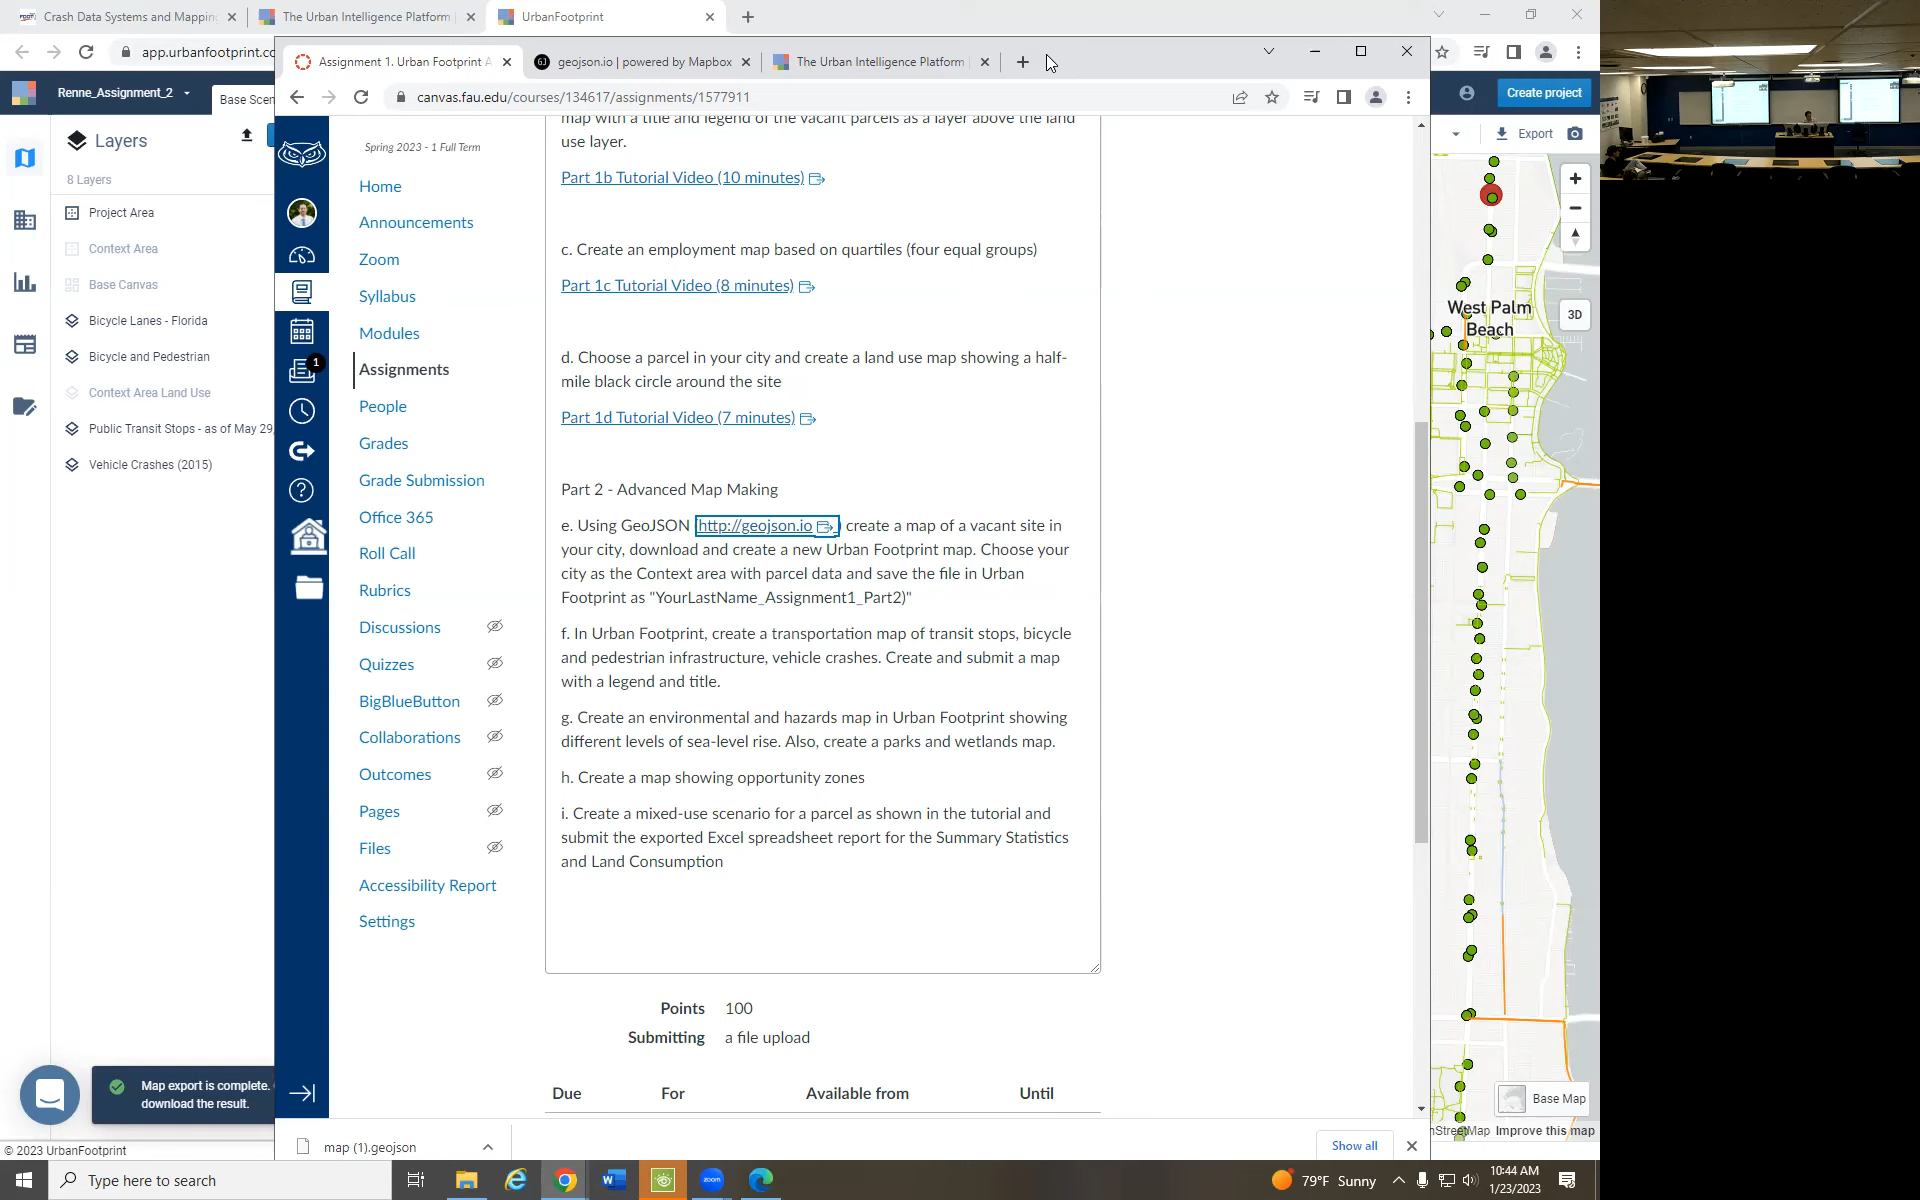 Crash Data Systems and Mappin
The Urban Intelligence Platform
UrbanFootprint
app.urbanfootprint.co
Assignment 1. Urban Footprint A
geojson.io | powered by Mapbox
The Urban Intelligence Platform
canvas.fau.edu/courses/134617/assignments/1577911
Renne_Assignment_2
Base Scen
Create project
Layers
Export
8 Layers
Project Area
Context Area
Base Canvas
Bicycle Lanes - Florida
Bicycle and Pedestrian
Context Area Land Use
Public Transit Stops - as of May 29,
Vehicle Crashes (2015)
Map export is complete.
download the result.
© 2023 UrbanFootprint
1
Spring 2023 - 1 Full Term
Home
Announcements
Zoom
Syllabus
Modules
Assignments
People
Grades
Grade Submission
Office 365
Roll Call
Rubrics
Discussions
Quizzes
BigBlueButton
Collaborations
Outcomes
Pages
Files
Accessibility Report
Settings
map with a title and legend of the vacant parcels as a layer above the land
use layer.
Part 1b Tutorial Video (10 minutes)
c. Create an employment map based on quartiles (four equal groups)
Part 1c Tutorial Video (8 minutes)
d. Choose a parcel in your city and create a land use map showing a half-
mile black circle around the site
Part 1d Tutorial Video (7 minutes)
Part 2 - Advanced Map Making
e. Using GeoJSON (http://geojson.io ) create a map of a vacant site in
your city, download and create a new Urban Footprint map. Choose your
city as the Context area with parcel data and save the file in Urban
Footprint as "YourLastName_Assignment1_Part2)"
f. In Urban Footprint, create a transportation map of transit stops, bicycle
and pedestrian infrastructure, vehicle crashes. Create and submit a map
with a legend and title.
g. Create an environmental and hazards map in Urban Footprint showing
different levels of sea-level rise. Also, create a parks and wetlands map.
h. Create a map showing opportunity zones
i. Create a mixed-use scenario for a parcel as shown in the tutorial and
submit the exported Excel spreadsheet report for the Summary Statistics
and Land Consumption
Points 100
Submitting a file upload
Due For Available from Until
West Palm
Beach
3D
Base Map
nStreetMap Improve this map
map (1).geojson
Show all
Type here to search
79°F Sunny
10:44 AM
1/23/2023